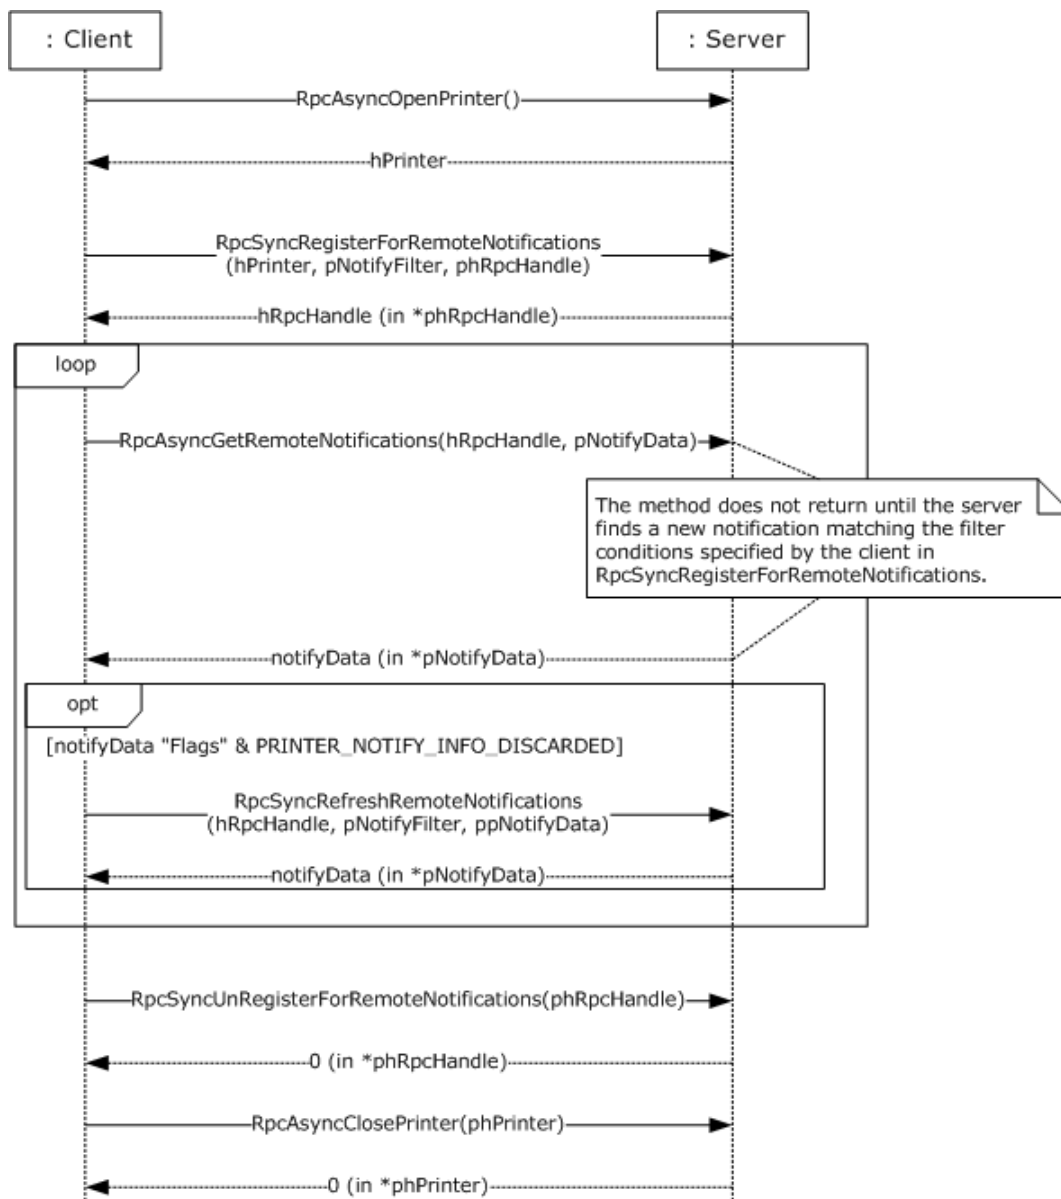 : Client
: Server
RpcAsyncOpenPrinter()
hPrinter
RpcSyncRegisterForRemoteNotifications
(hPrinter, pNotifyFilter, phRpcHandle)
hRpcHandle (in *phRpcHandle)
loop
RpcAsyncGetRemoteNotifications(hRpcHandle, pNotifyData)
The method does not return until the server
finds a new notification matching the filter
conditions specified by the client in
RpcSyncRegisterForRemoteNotifications.
notifyData (in *pNotifyData)
opt
[notifyData "Flags" & PRINTER_NOTIFY_INFO_DISCARDED]
RpcSyncRefreshRemoteNotifications
(hRpcHandle, pNotifyFilter, ppNotifyData)
notifyData (in *pNotifyData)
RpcSyncUnRegisterForRemoteNotifications(phRpcHandle)
0 (in *phRpcHandle)
RpcAsyncClosePrinter(phPrinter)
0 (in *phPrinter)